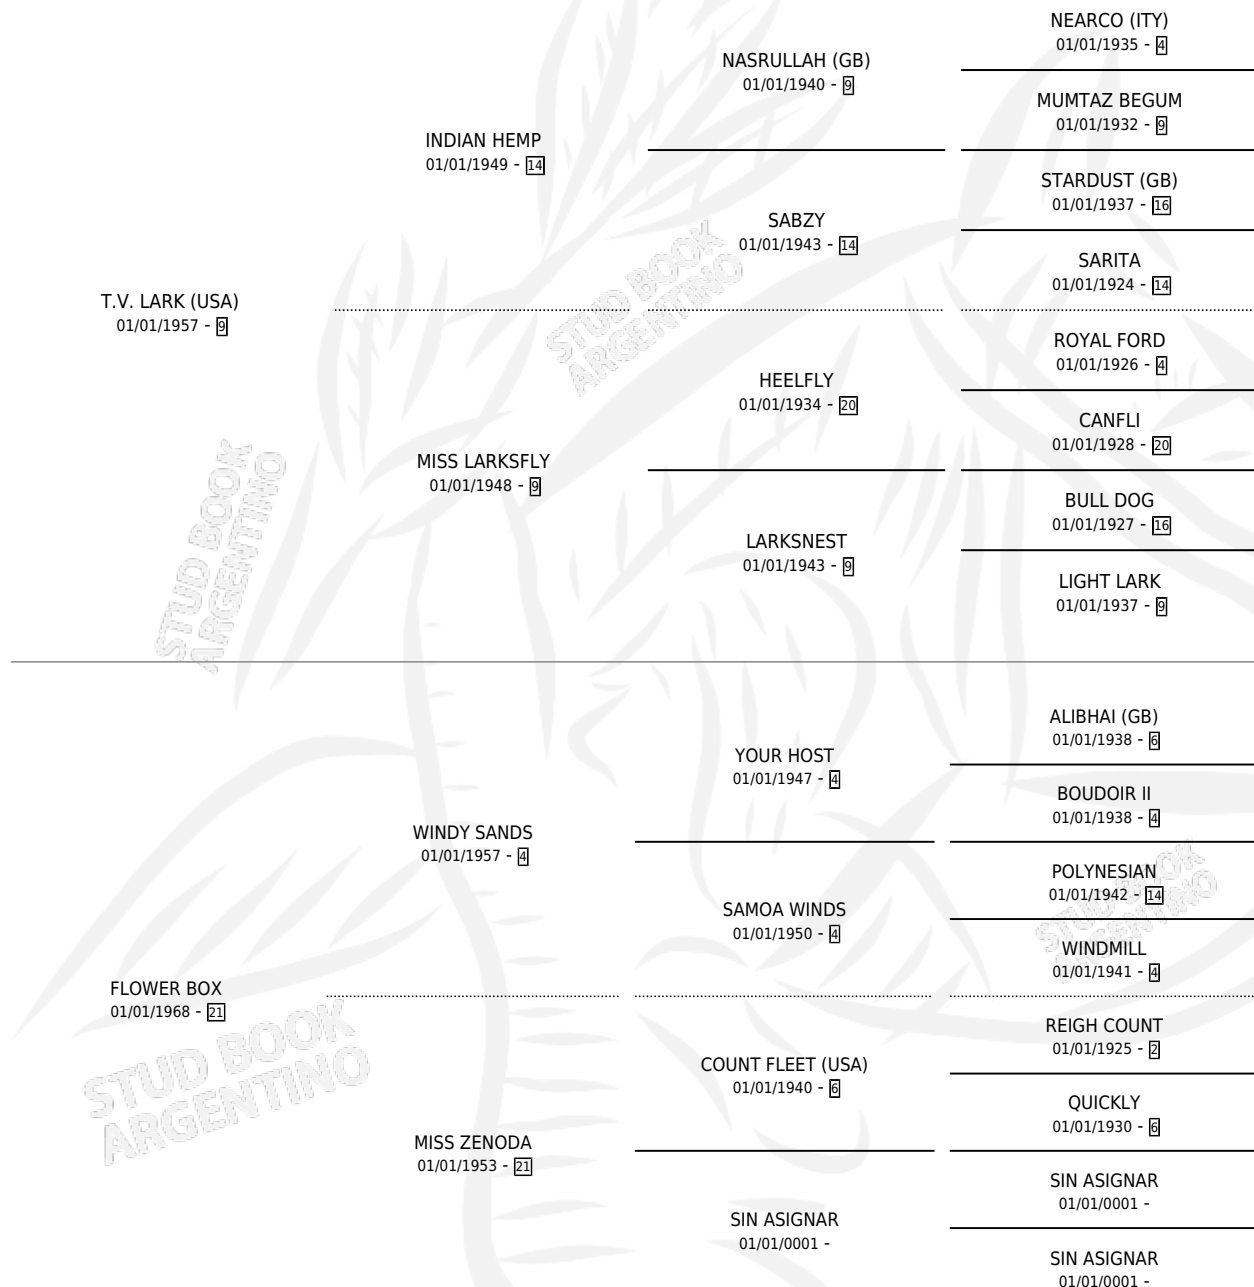 NEARCO (ITY)
01/01/1935 - 4
NASRULLAH (GB)
01/01/1940 - 9
MUMTAZ BEGUM
01/01/1932 - 9
INDIAN HEMP
01/01/1949 - 14
STARDUST (GB)
01/01/1937 - 16
SABZY
01/01/1943 - 14
SARITA
01/01/1924 - 14
T.V. LARK (USA)
01/01/1957 - 9
ROYAL FORD
01/01/1926 - 4
HEELFLY
01/01/1934 - 20
CANFLI
01/01/1928 - 20
MISS LARKSFLY
01/01/1948 - 9
BULL DOG
01/01/1927 - 16
LARKSNEST
01/01/1943 - 9
LIGHT LARK
01/01/1937 - 9
ALIBHAI (GB)
01/01/1938 - 6
YOUR HOST
01/01/1947 - 4
BOUDOIR II
01/01/1938 - 4
WINDY SANDS
01/01/1957 - 4
POLYNESIAN
01/01/1942 - 14
SAMOA WINDS
01/01/1950 - 4
WINDMILL
01/01/1941 - 4
FLOWER BOX
01/01/1968 - 21
REIGH COUNT
01/01/1925 - 2
COUNT FLEET (USA)
01/01/1940 - 6
QUICKLY
01/01/1930 - 6
MISS ZENODA
01/01/1953 - 21
SIN ASIGNAR
01/01/0001 -
SIN ASIGNAR
01/01/0001 -
SIN ASIGNAR
01/01/0001 -
STUD BOOK
ARGENTINO
STUD BOOK
ARGENTINO
STUD BOOK
ARGENTINO
STUD BOOK
ARGENTINO